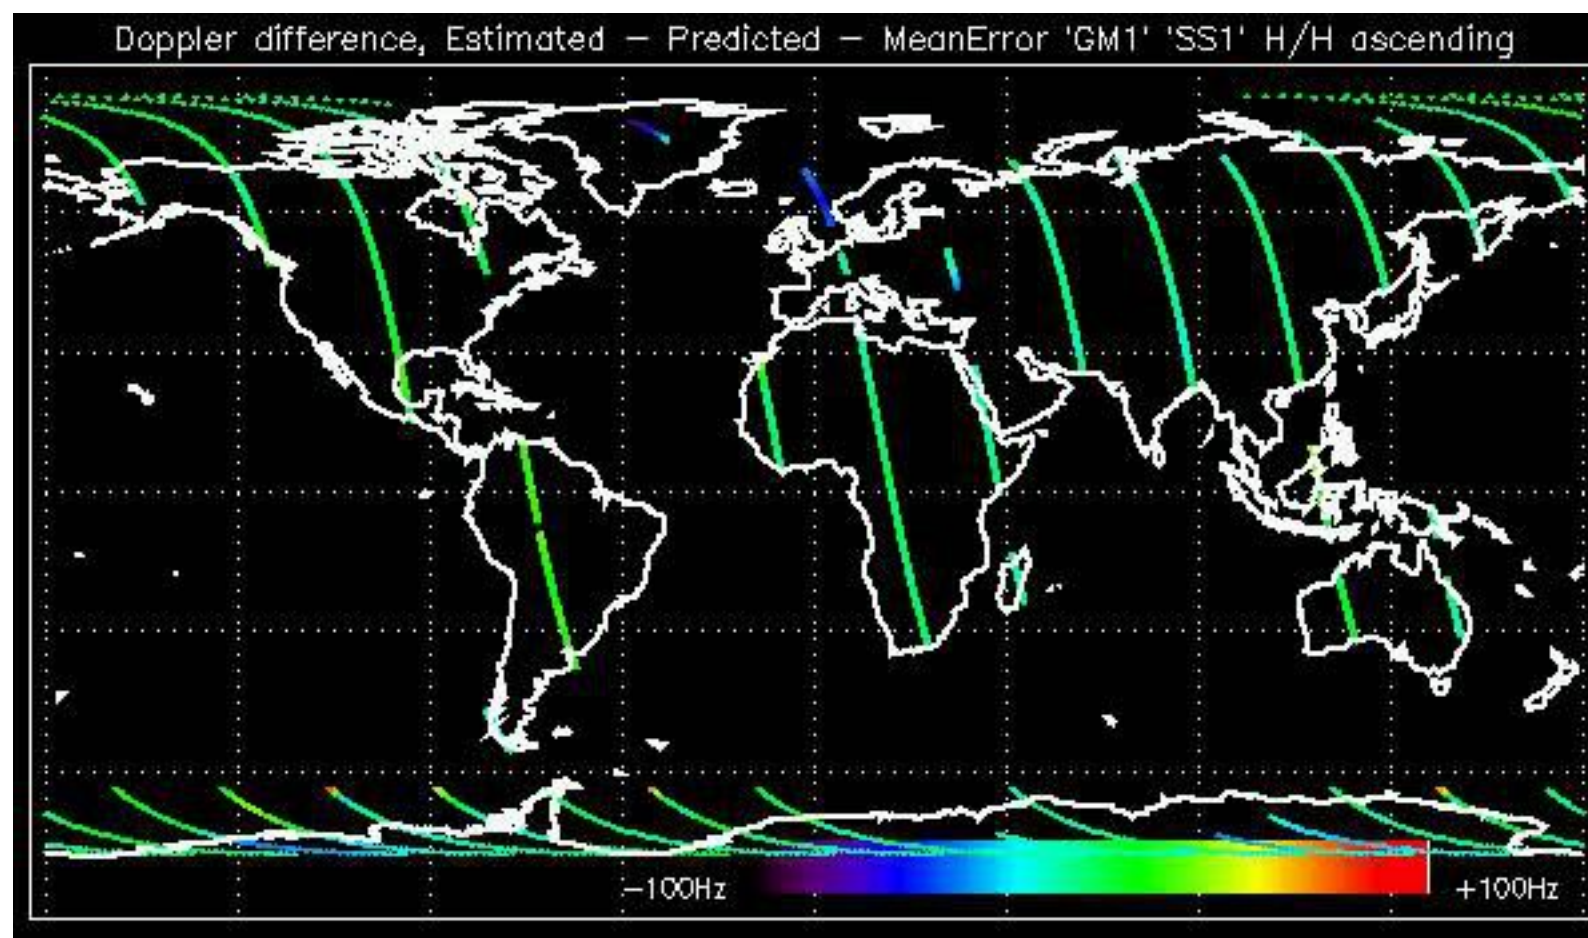 Doppler difference, Estimated – Predicted – MeanError 'GM1' 'SS1' H/H ascending
-100Hz
+100Hz